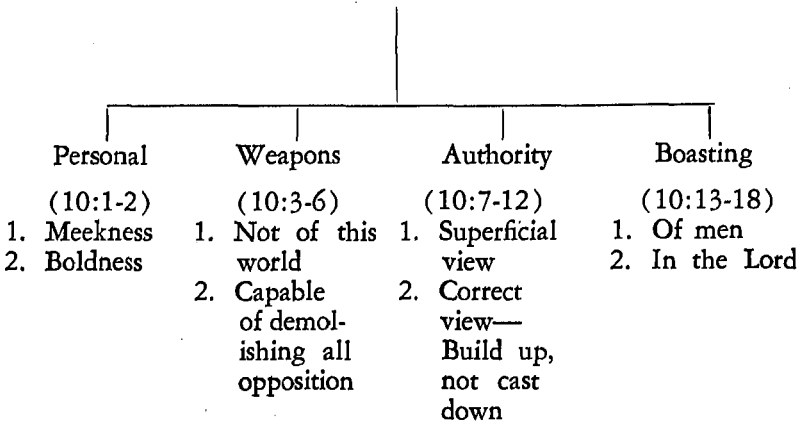 Personal
(10:1-2)
1. Meekness
2. Boldness
Weapons
(10:3-6)
1. Not of this
world
2. Capable
of demol-
ishing all
opposition
Authority
(10:7-12)
1. Superficial
view
2. Correct
view—
Build up,
not cast
down
Boasting
(10:13-18)
1. Of men
2. In the Lord